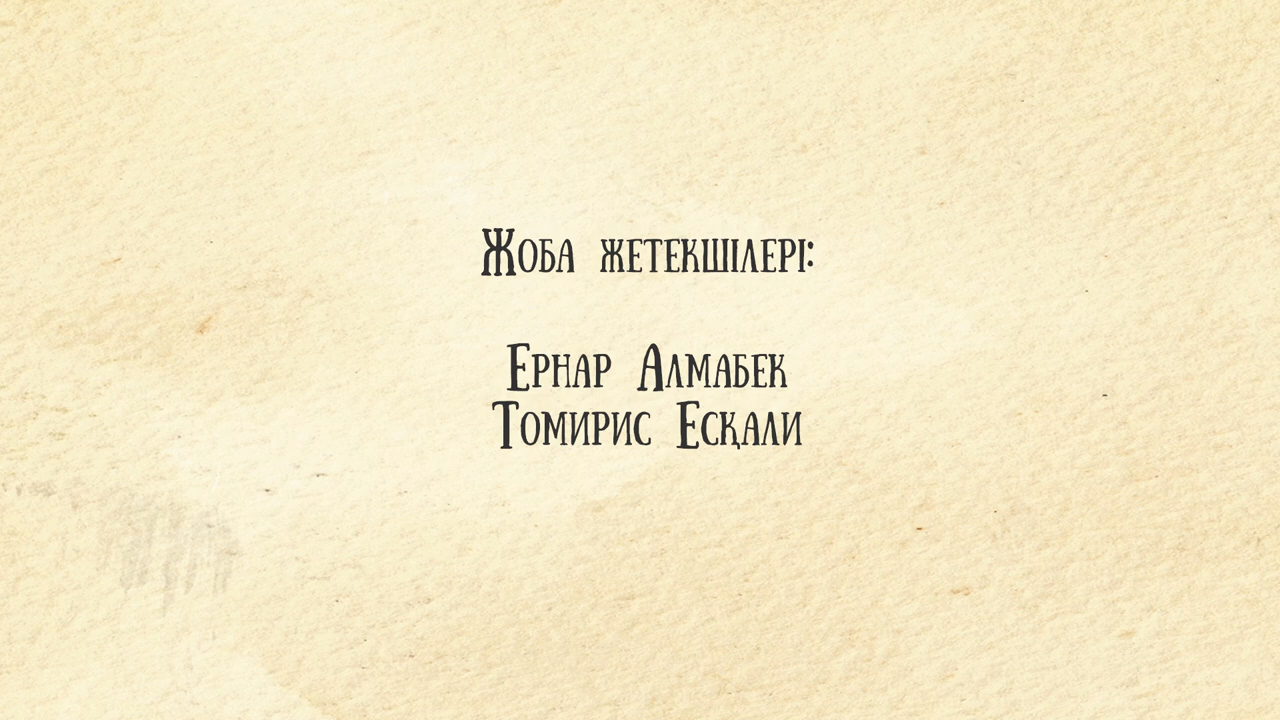 Жоба жетекшілері:
Ернар Алмабек
Томирис Есқали